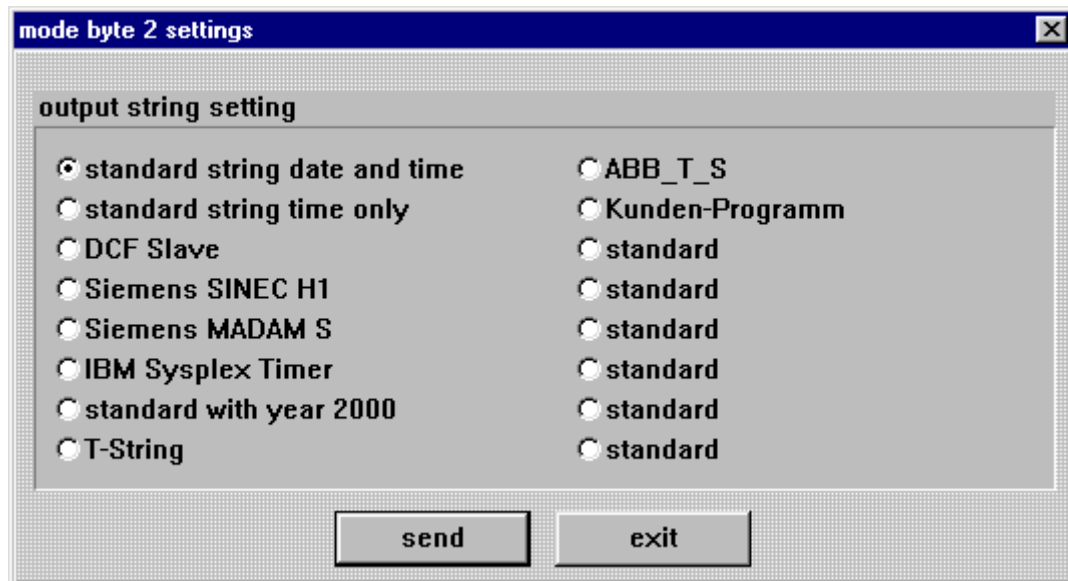 mode byte 2 settings
output string setting
standard string date and time
standard string time only
DCF Slave
Siemens SINEC H1
Siemens MADAM S
IBM Sysplex Timer
standard with year 2000
T-String
ABB_T_S
Kunden-Programm
standard
standard
standard
standard
standard
standard
send
exit